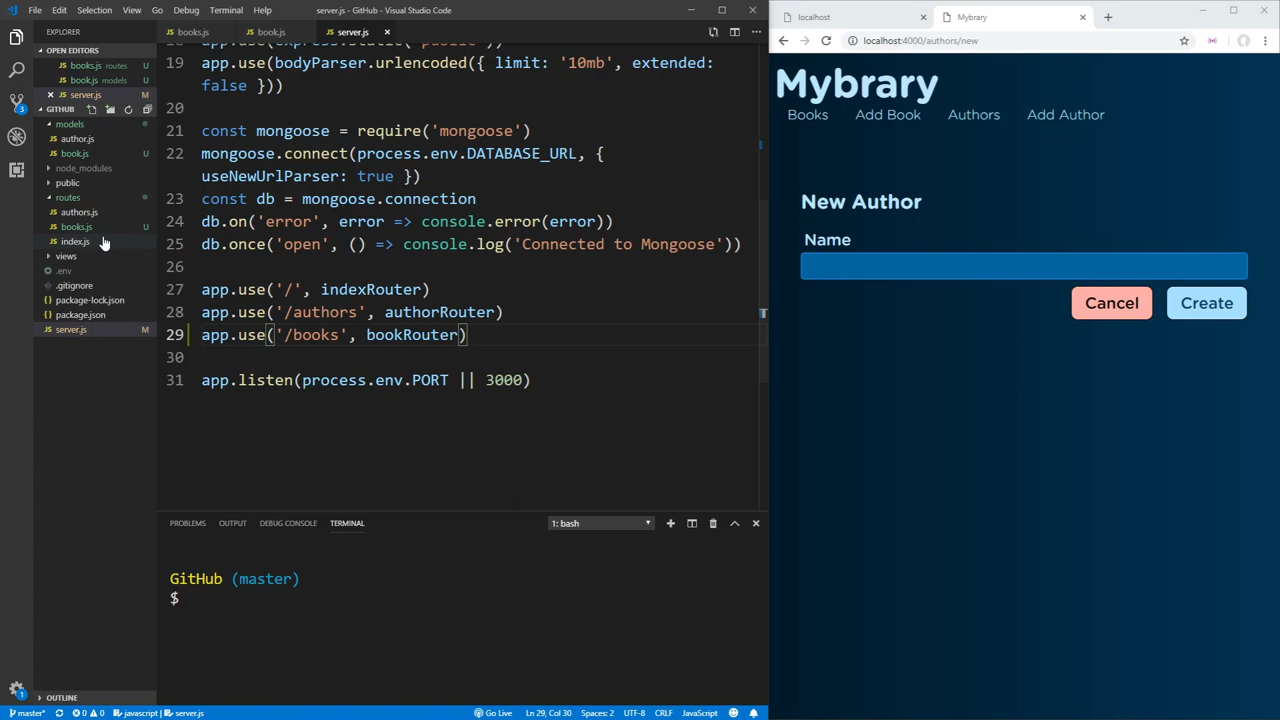 File Edit Selection View Go Debug Terminal Help
server.js - GitHub - Visual Studio Code
EXPLORER
OPEN EDITORS
books.js routes U
book.js models U
server.js M
GITHUB
models
author.js
book.js U
node_modules
public
routes
authors.js
books.js U
index.js
views
.env
.gitignore
package-lock.json
package.json
server.js M
OUTLINE
JS books.js
JS book.js
JS server.js
19 app.use(bodyParser.urlencoded({ limit: '10mb', extended:
false }))
20
21 const mongoose = require('mongoose')
22 mongoose.connect(process.env.DATABASE_URL, {
useNewUrlParser: true })
23 const db = mongoose.connection
24 db.on('error', error => console.error(error))
25 db.once('open', () => console.log('Connected to Mongoose'))
26
27 app.use('/', indexRouter)
28 app.use('/authors', authorRouter)
29 app.use('/books', bookRouter)
30
31 app.listen(process.env.PORT || 3000)
PROBLEMS OUTPUT DEBUG CONSOLE TERMINAL
1: bash
GitHub (master)
$
master* 0 0 javascript | server.js
Go Live Ln 29, Col 30 Spaces: 2 UTF-8 CRLF JavaScript
localhost
Mybrary
localhost:4000/authors/new
Mybrary
Books Add Book Authors Add Author
New Author
Name
Cancel Create